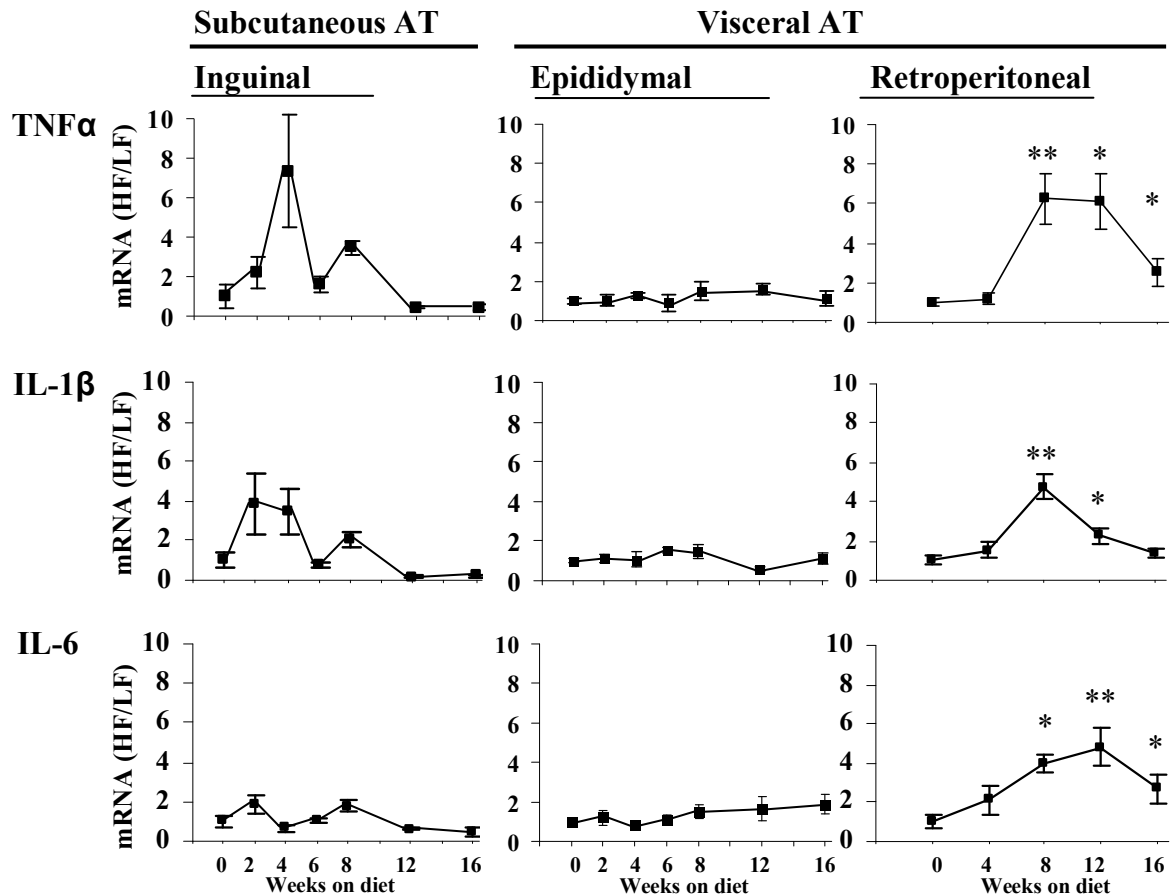 Subcutaneous AT Visceral AT
Inguinal Epididymal Retroperitoneal
TNFα
mRNA (HF/LF)
10 8 6 4 2 0
10 8 6 4 2 0
10 8 6 4 2 0
** * *
IL-1β
mRNA (HF/LF)
10 8 6 4 2 0
10 8 6 4 2 0
10 8 6 4 2 0
** *
IL-6
mRNA (HF/LF)
10 8 6 4 2 0
10 8 6 4 2 0
10 8 6 4 2 0
* ** *
0 2 4 6 8 12 16
0 2 4 6 8 12 16
0 4 8 12 16
Weeks on diet Weeks on diet Weeks on diet